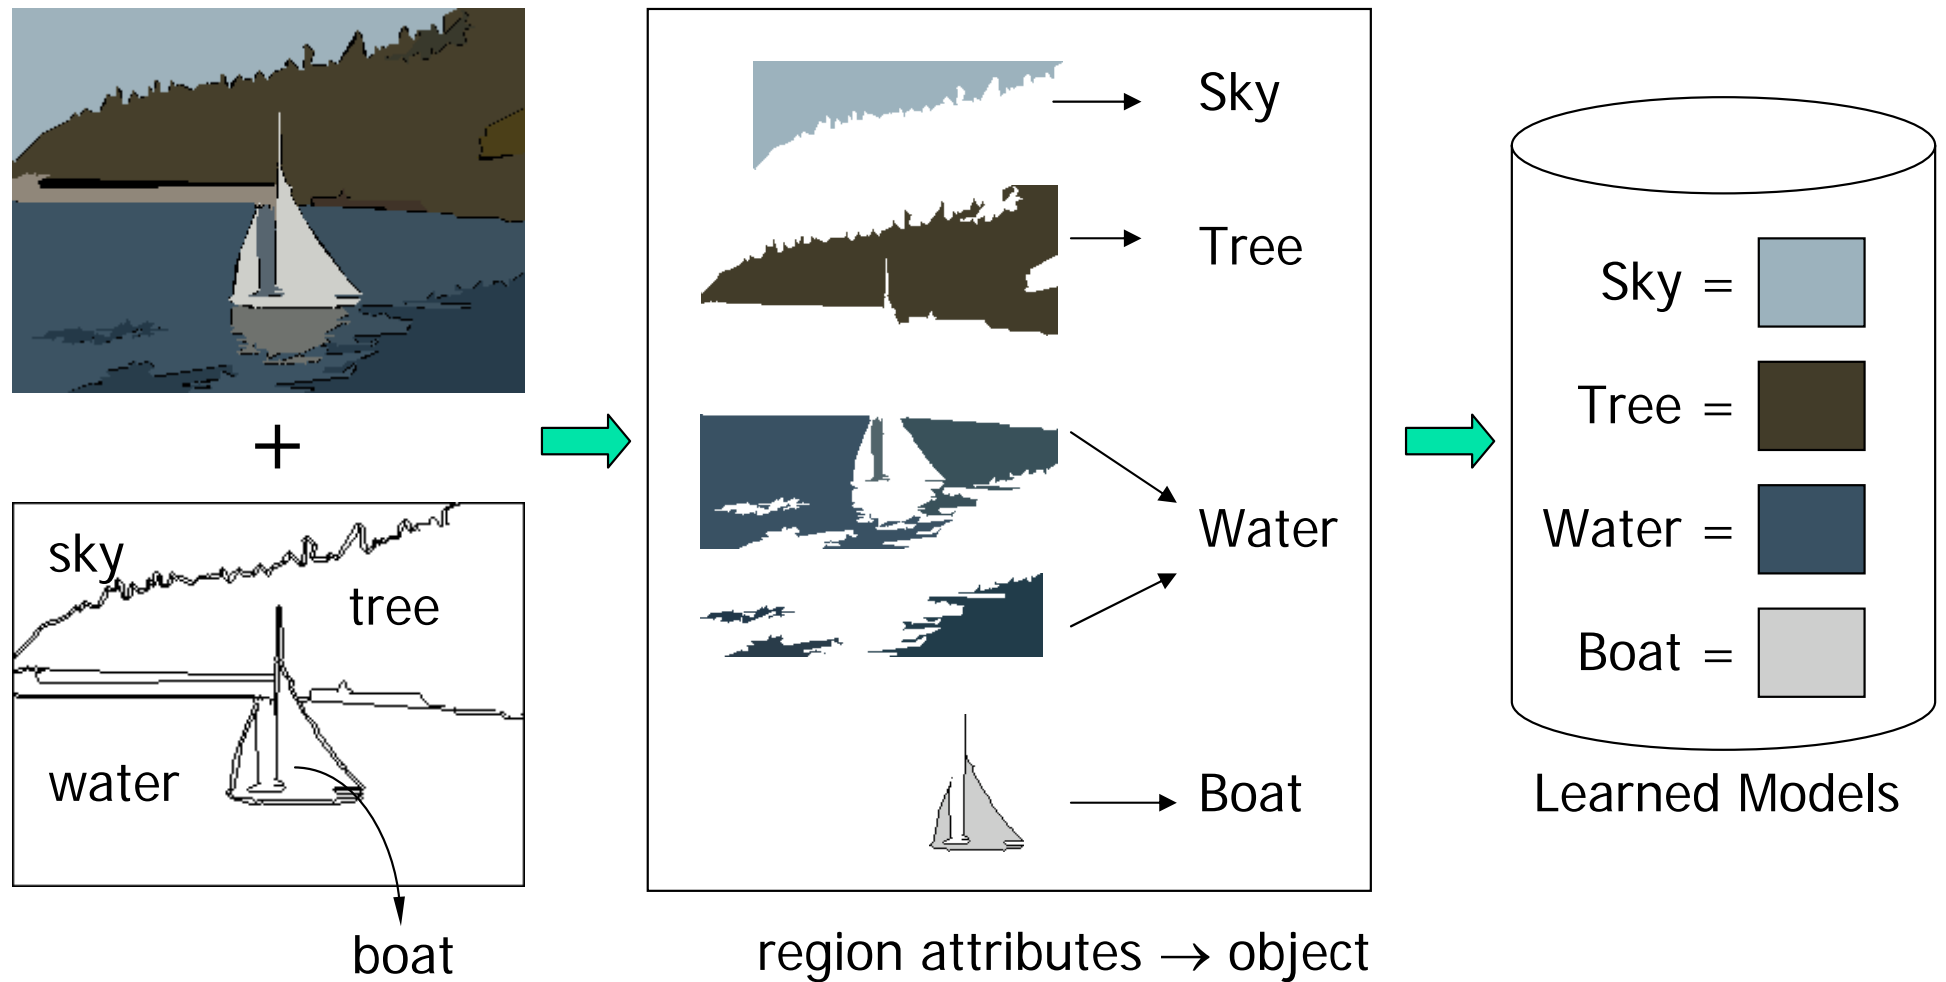 +
sky
tree
water
boat
Sky
Tree
Water
Boat
region attributes → object
Sky =
Tree =
Water =
Boat =
Learned Models